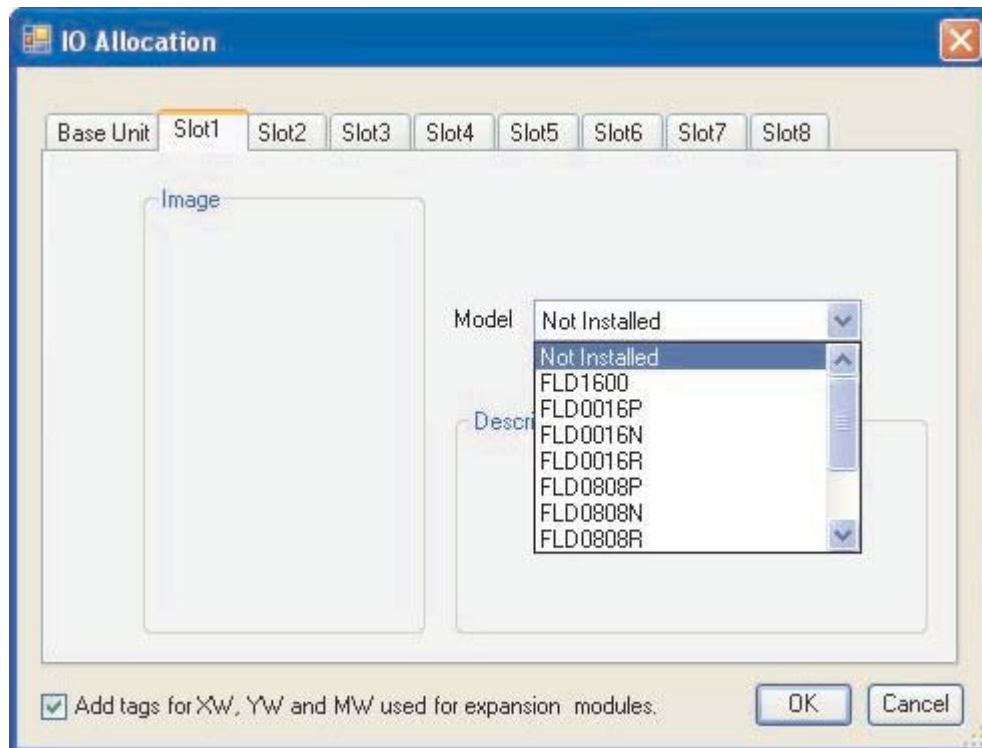 IO Allocation
Base Unit Slot1 Slot2 Slot3 Slot4 Slot5 Slot6 Slot7 Slot8
Image
Model Not Installed
Not Installed
FLD1600
FLD0016P
Descri
FLD0016N
FLD0016R
FLD0808P
FLD0808N
FLD0808R
Add tags for XW, YW and MW used for expansion modules.
OK Cancel